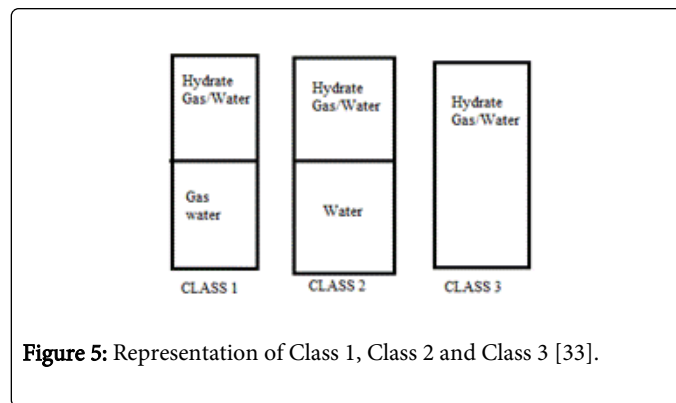 Hydrate
Gas/Water
Gas
water
CLASS 1
Hydrate
Gas/Water
Water
CLASS 2
Hydrate
Gas/Water
CLASS 3
Figure 5: Representation of Class 1, Class 2 and Class 3 [33].